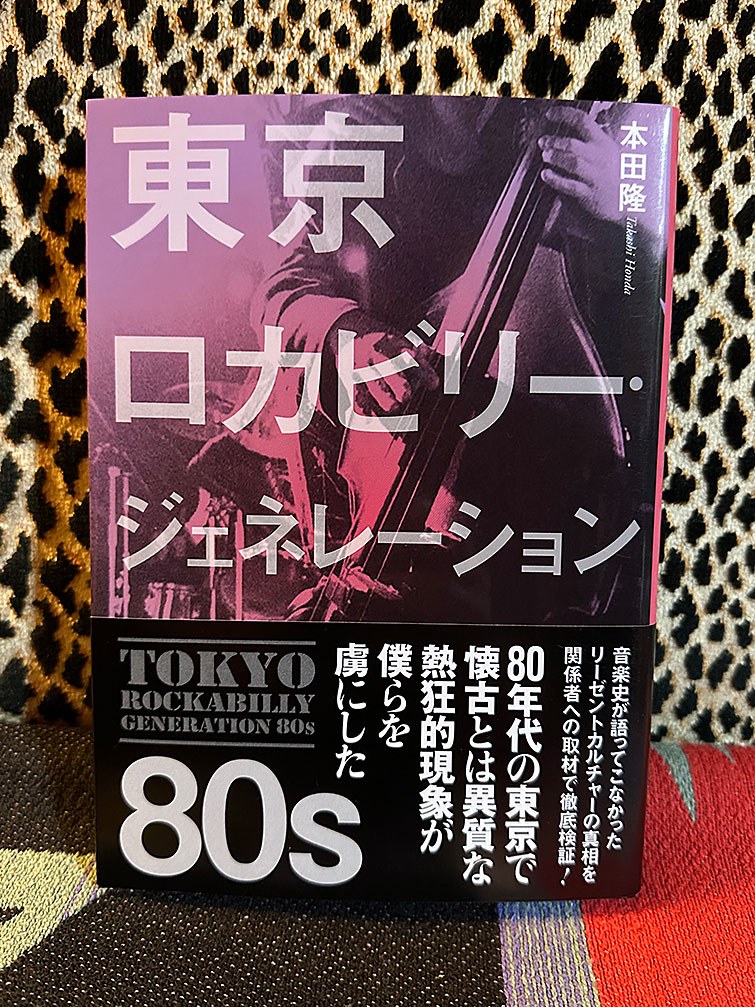 東京
ロカビリー・
ジェネレーション
本田隆
Takashi Honda
TOKYO
ROCKABILLY
GENERATION 80s
80s
80年代の東京で
懐古とは異質な
熱狂的現象が
僕らを
虜にした
音楽史が語ってこなかった
リーゼントカルチャーの真相を
関係者への取材で徹底検証!